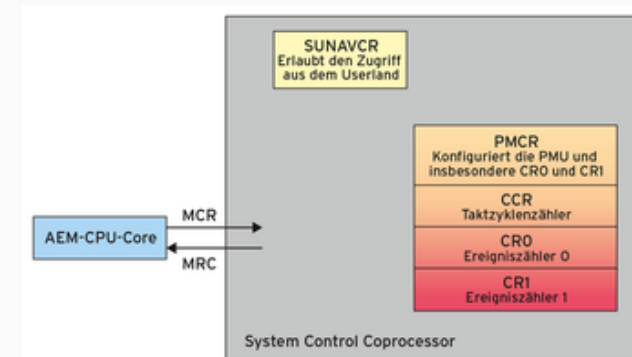 SUNAVCR
Erlaubt den Zugriff
aus dem Userland
PMCR
Konfiguriert die PMU und
insbesondere CR0 und CR1
CCR
Taktzyklenzähler
CR0
Ereigniszähler 0
CR1
Ereigniszähler 1
MCR
AEM-CPU-Core
MRC
System Control Coprocessor